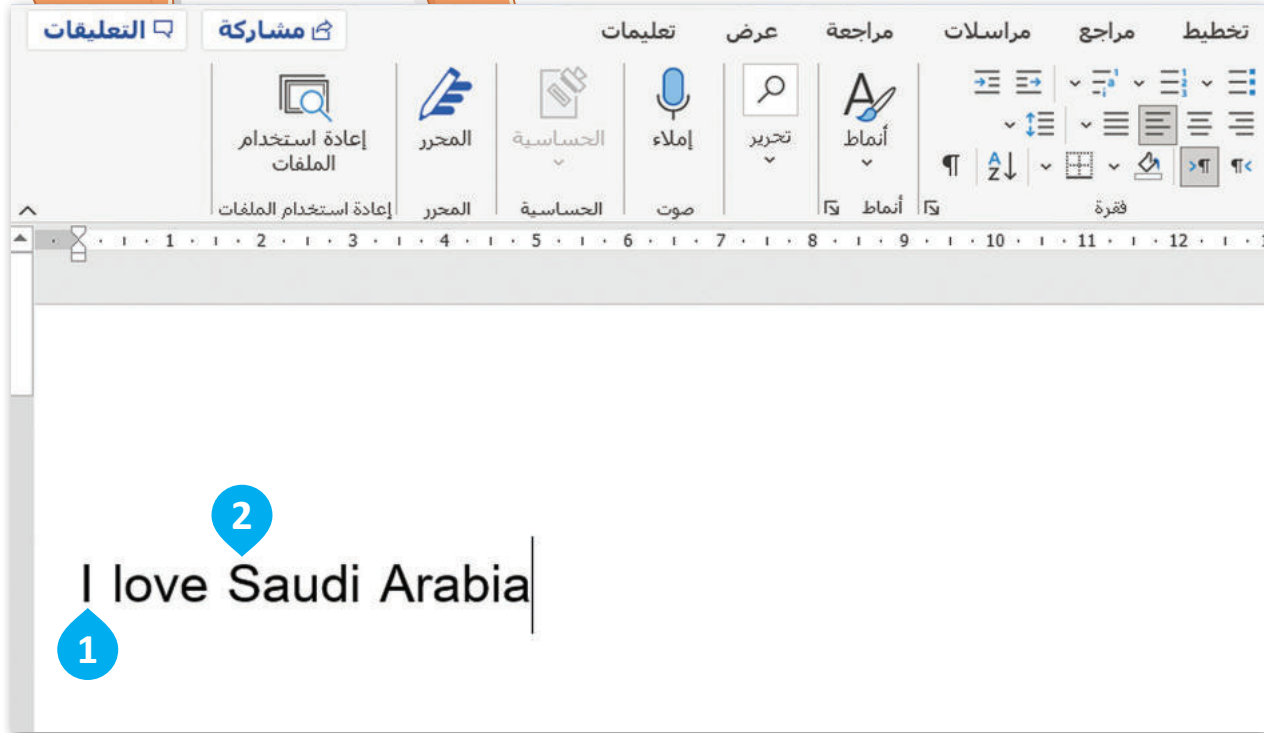 تخطيط مراجع مراسلات مراجعة عرض تعليمات مشاركة التعليقات
أنماط تحرير إملاء الحساسية المحرر إعادة استخدام الملفات
فقرة أنماط صوت الحساسية المحرر إعادة استخدام الملفات
1 2 3 4 5 6 7 8 9 10 11 12
2
I love Saudi Arabia
1